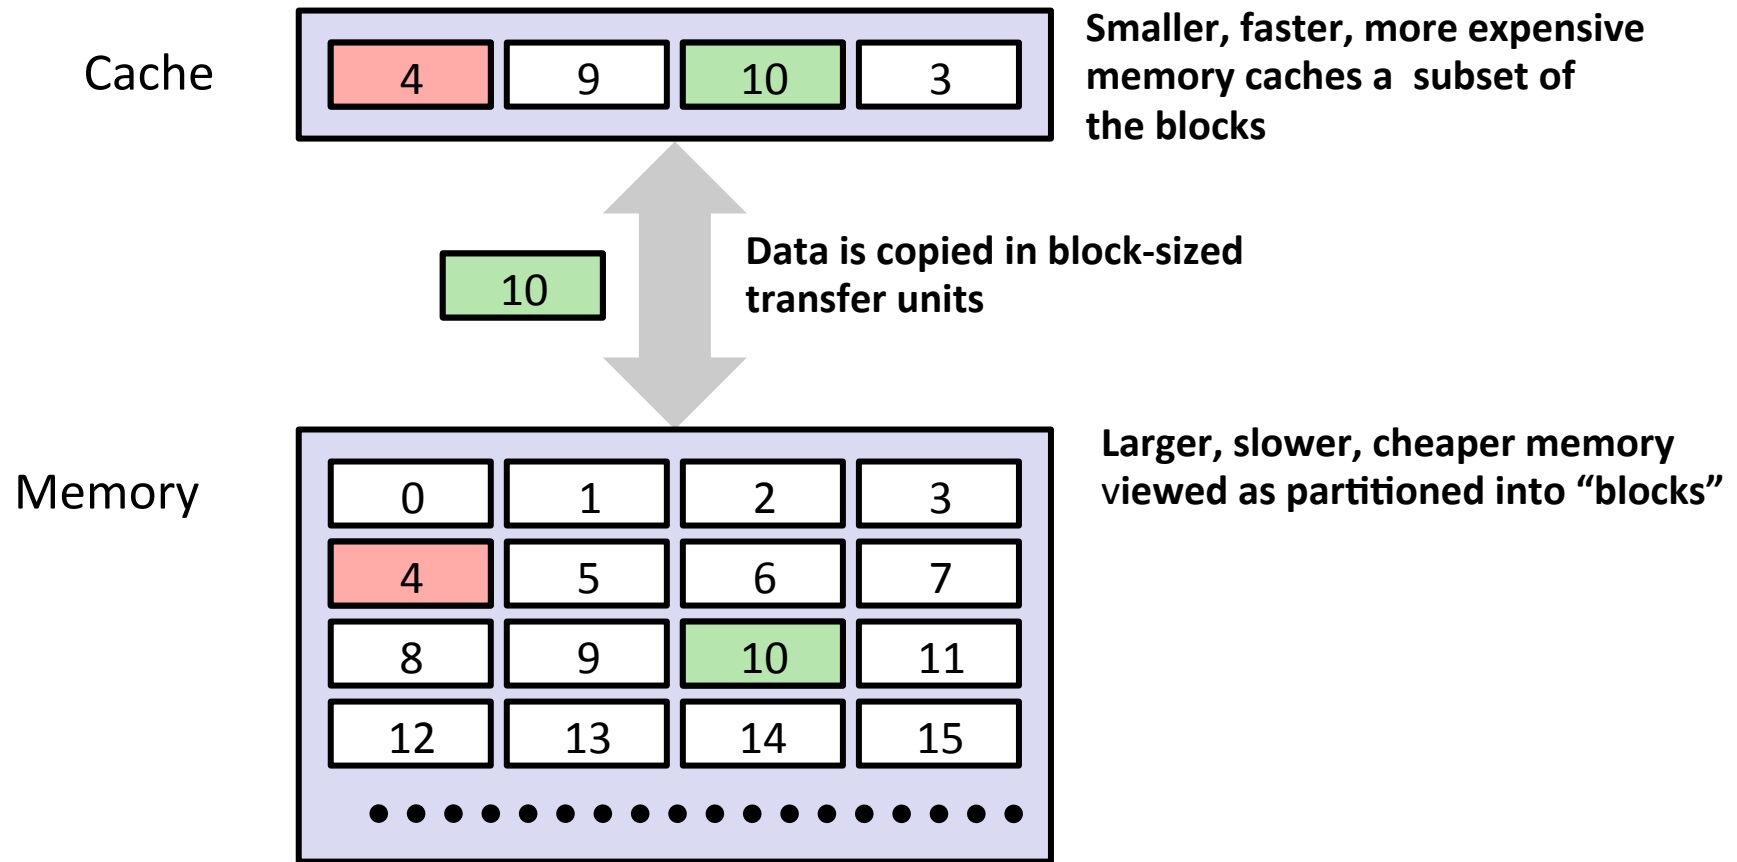 Cache
4 9 10 3
Smaller, faster, more expensive
memory caches a  subset of
the blocks
10
Data is copied in block-sized
transfer units
Memory
0 1 2 3
4 5 6 7
8 9 10 11
12 13 14 15
Larger, slower, cheaper memory
viewed as partitioned into “blocks”